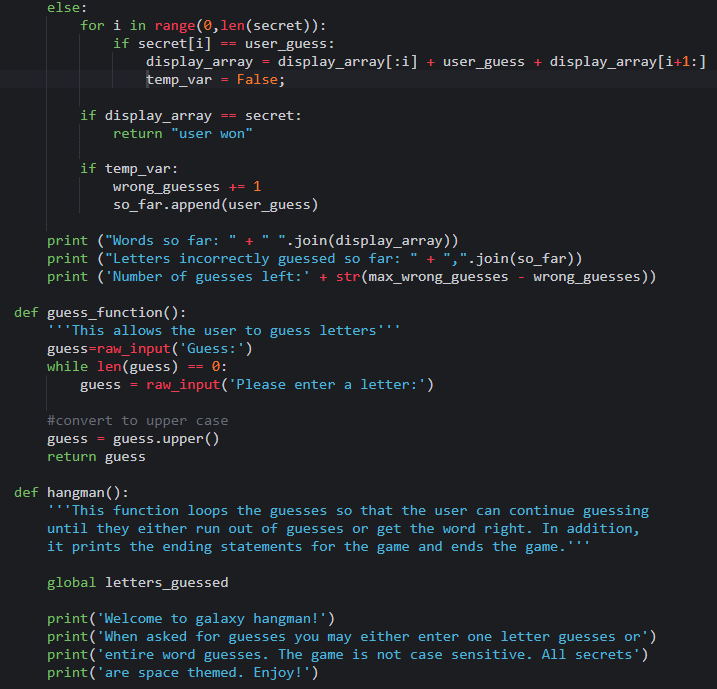 else:
for i in range(0,len(secret)):
if secret[i] == user_guess:
display_array = display_array[:i] + user_guess + display_array[i+1:]
temp_var = False;
if display_array == secret:
return "user won"
if temp_var:
wrong_guesses += 1
so_far.append(user_guess)
print ("Words so far: " + " ".join(display_array))
print ("Letters incorrectly guessed so far: " + ",".join(so_far))
print ('Number of guesses left:' + str(max_wrong_guesses - wrong_guesses))
def guess_function():
'''This allows the user to guess letters'''
guess=raw_input('Guess:')
while len(guess) == 0:
guess = raw_input('Please enter a letter:')
#convert to upper case
guess = guess.upper()
return guess
def hangman():
'''This function loops the guesses so that the user can continue guessing
until they either run out of guesses or get the word right. In addition,
it prints the ending statements for the game and ends the game.'''
global letters_guessed
print('Welcome to galaxy hangman!')
print('When asked for guesses you may either enter one letter guesses or')
print('entire word guesses. The game is not case sensitive. All secrets')
print('are space themed. Enjoy!')